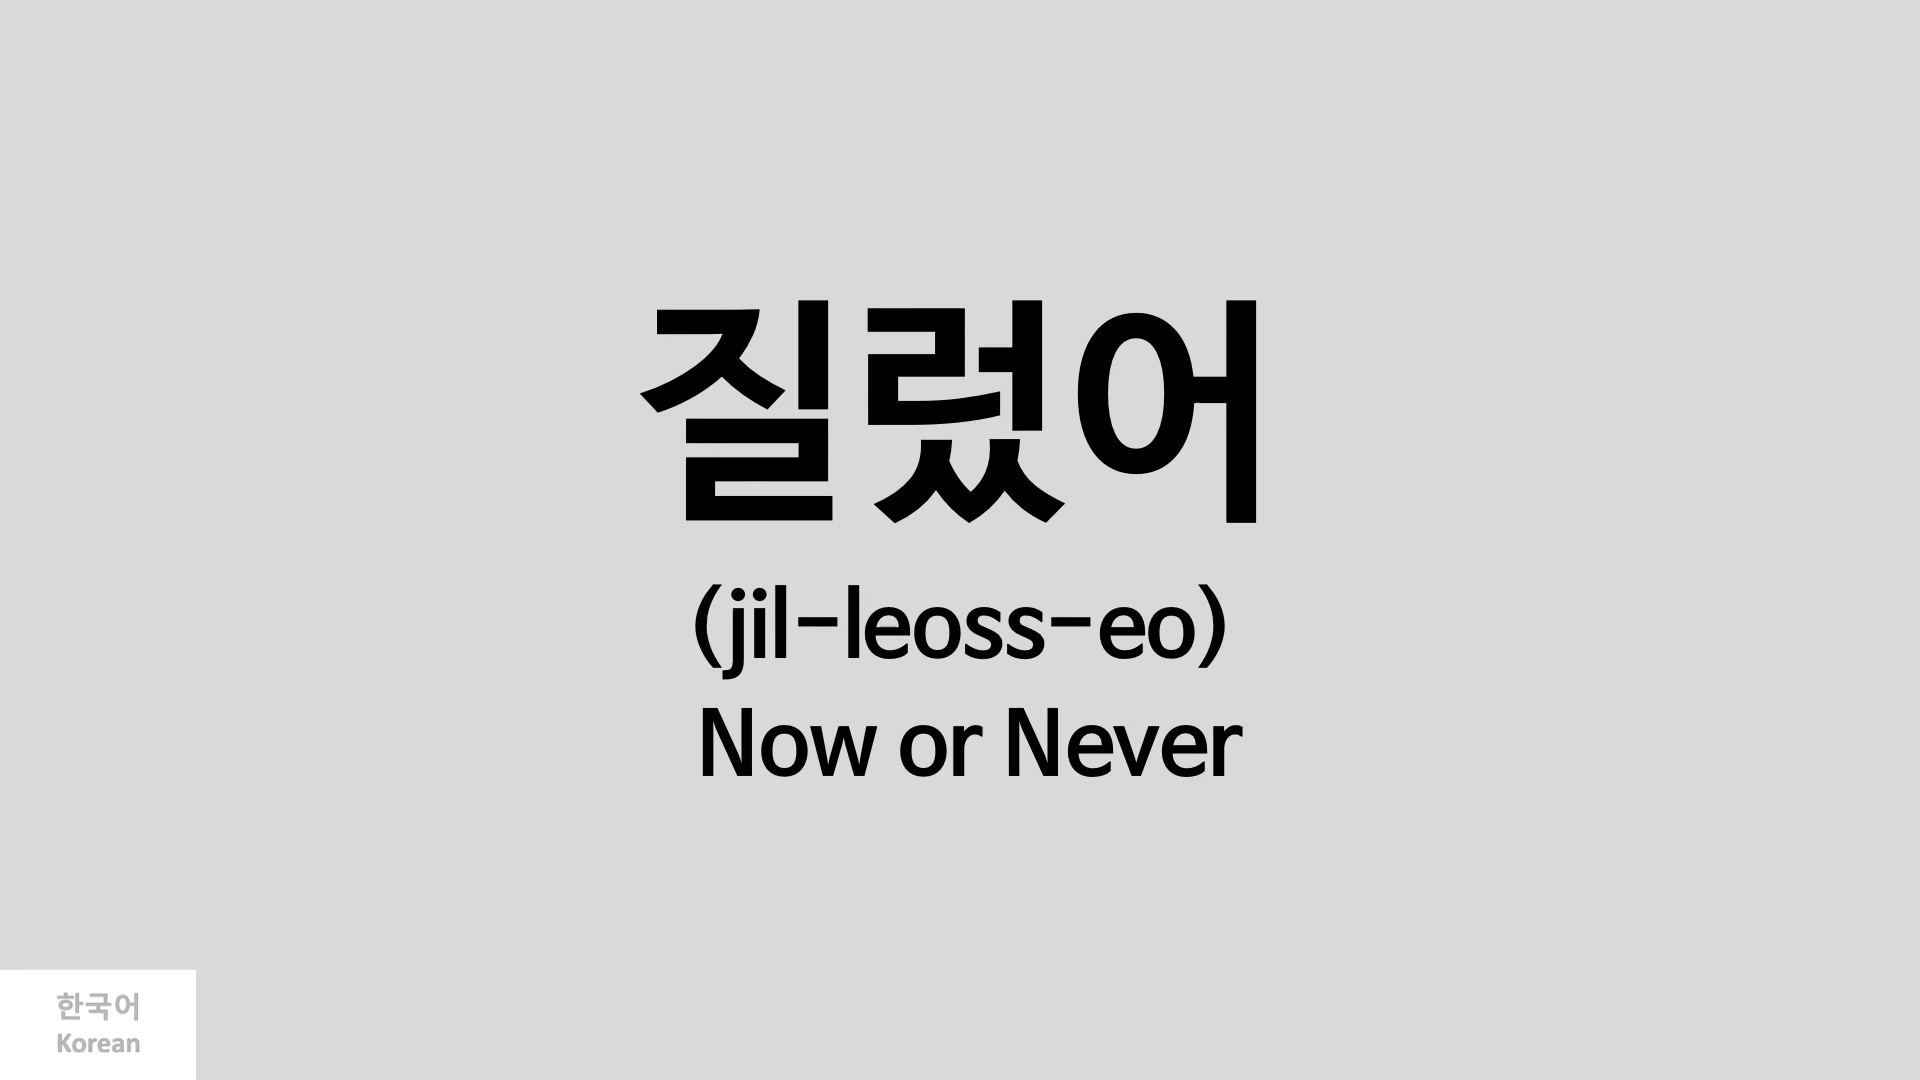 질렀어
(jil-leoss-eo)
Now or Never
한국어
Korean